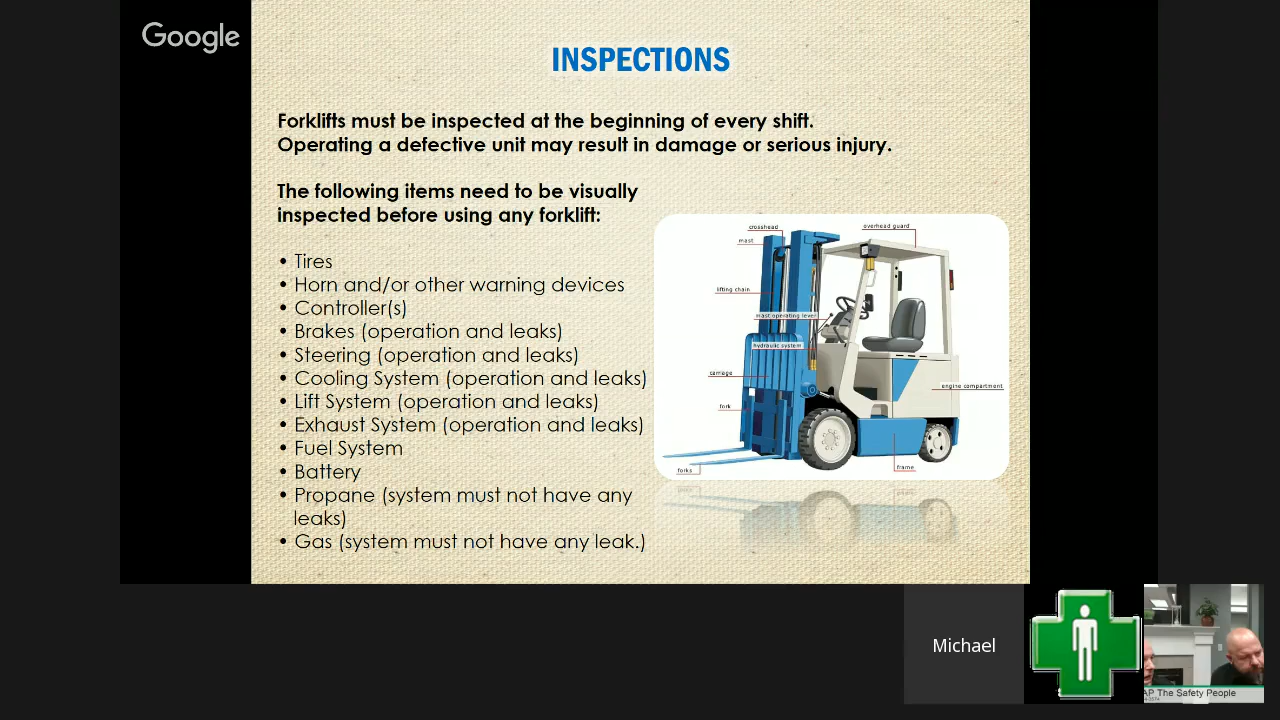 Google
INSPECTIONS
Forklifts must be inspected at the beginning of every shift.
Operating a defective unit may result in damage or serious injury.
The following items need to be visually
inspected before using any forklift:
• Tires
• Horn and/or other warning devices
• Controller(s)
• Brakes (operation and leaks)
• Steering (operation and leaks)
• Cooling System (operation and leaks)
• Lift System (operation and leaks)
• Exhaust System (operation and leaks)
• Fuel System
• Battery
• Propane (system must not have any
leaks)
• Gas (system must not have any leak.)
crosshead
mast
overhead guard
lifting chain
mast operating lever
hydraulic system
carriage
engine compartment
fork
frame
forks
Michael
AP The Safety People